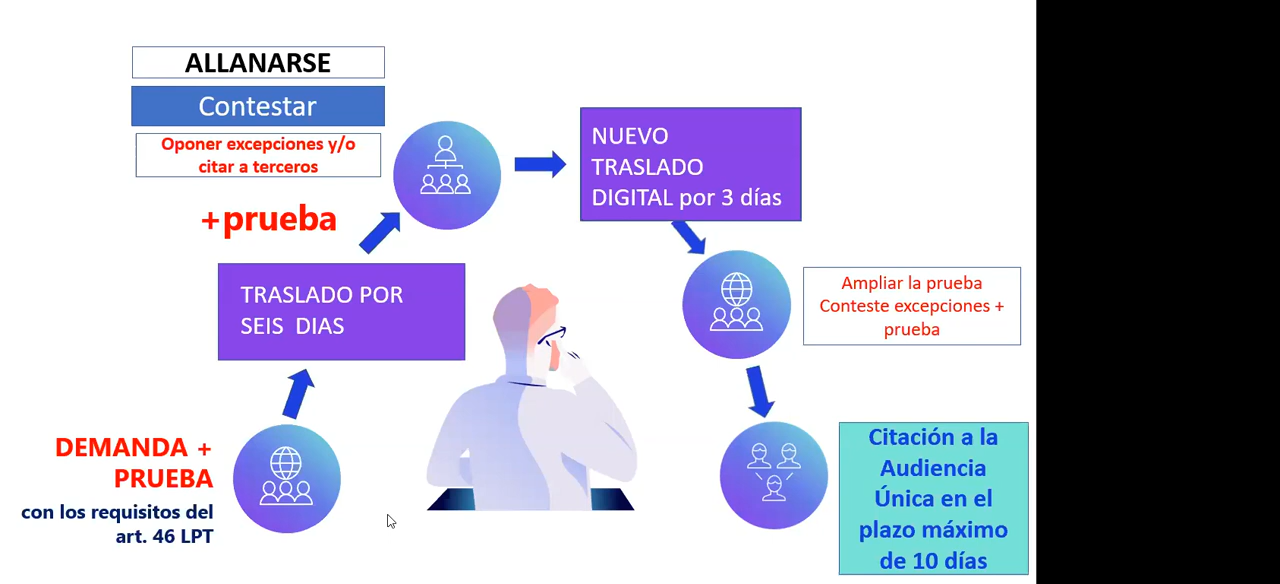 ALLANARSE
Contestar
Oponer excepciones y/o
citar a terceros
+prueba
TRASLADO POR
SEIS DIAS
DEMANDA +
PRUEBA
con los requisitos del
art. 46 LPT
NUEVO
TRASLADO
DIGITAL por 3 días
Ampliar la prueba
Conteste excepciones +
prueba
Citación a la
Audiencia
Única en el
plazo máximo
de 10 días